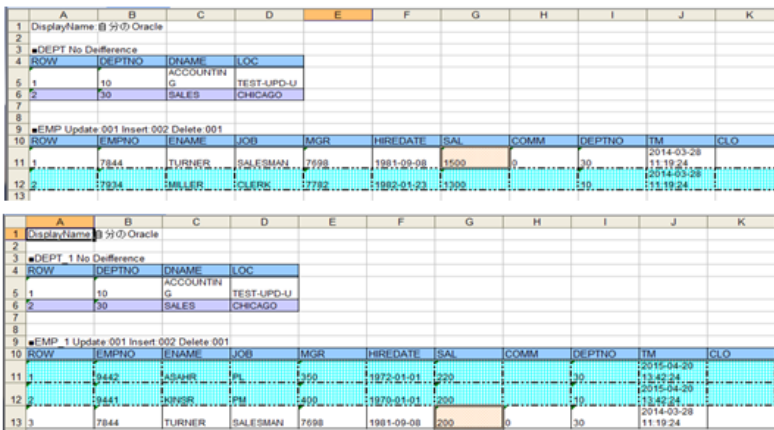 A B C D E F G H I J K
1 DisplayName:自分のOracle
2
3 ■DEPT No Deifference
4 ROW DEPTNO DNAME LOC
5 1 10 ACCOUNTIN
G TEST-UPD-U
6 2 30 SALES CHICAGO
7
8
9 ■EMP Update:001 Insert:002 Delete:001
10 ROW EMPNO ENAME JOB MGR HIREDATE SAL COMM DEPTNO TM CLO
11 1 7844 TURNER SALESMAN 7698 1981-09-08 1500 0 30 2014-03-28
11:19:24
12 2 7934 MILLER CLERK 7782 1982-01-23 1300 10 2014-03-28
11:19:24
13
A B C D E F G H I J K
1 DisplayName:自分のOracle
2
3 ■DEPT_1 No Deifference
4 ROW DEPTNO DNAME LOC
5 1 10 ACCOUNTIN
G TEST-UPD-U
6 2 30 SALES CHICAGO
7
8
9 ■EMP_1 Update:001 Insert:002 Delete:001
10 ROW EMPNO ENAME JOB MGR HIREDATE SAL COMM DEPTNO TM CLO
11 1 9442 ASAHR PL 350 1972-01-01 220 30 2015-04-20
13:42:24
12 2 9441 KINSR PM 400 1970-01-01 200 10 2015-04-20
13:42:24
13 3 7844 TURNER SALESMAN 7698 1981-09-08 200 0 30 2014-03-28
11:19:24